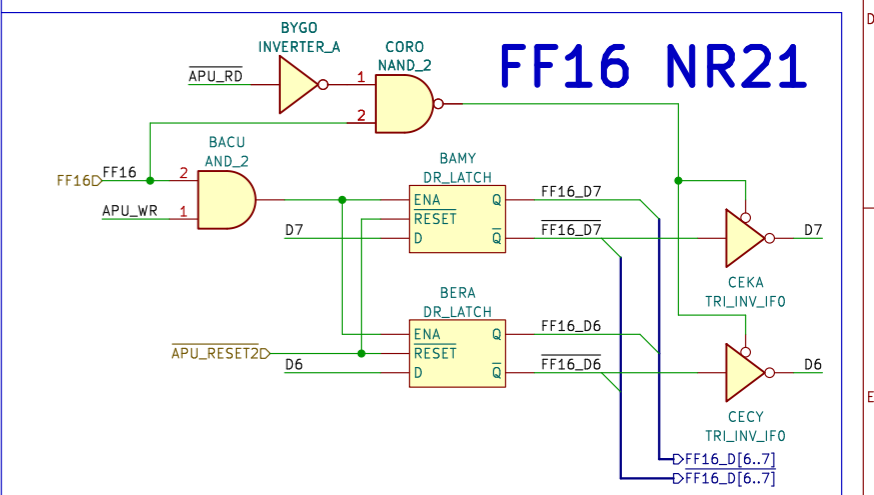 BYGO
INVERTER_A
CORO
NAND_2
FF16 NR21
D
APU_RD
1
2
BACU
AND_2
FF16
FF16
2
APU_WR
1
BAMY
DR_LATCH
ENA
Q
FF16_D7
RESET
D7
D
Q
FF16_D7
D7
CEKA
TRI_INV_IF0
BERA
DR_LATCH
ENA
Q
FF16_D6
APU_RESET2
RESET
D6
D
Q
FF16_D6
D6
E
CECY
TRI_INV_IF0
FF16_D[6..7]
FF16_D[6..7]